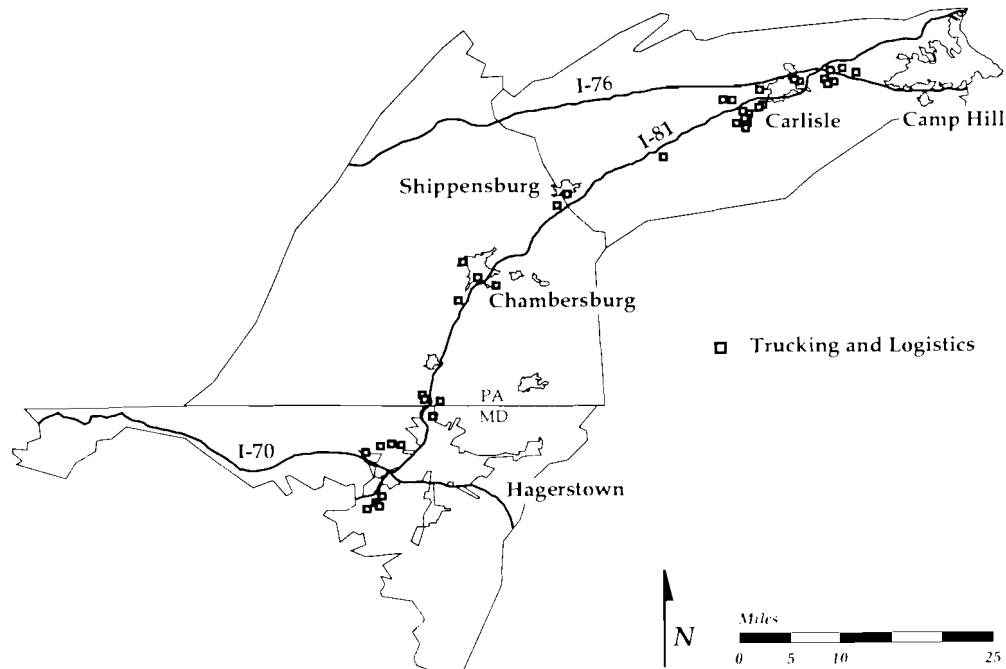 I-76
I-81
Carlisle
Camp Hill
Shippensburg
Chambersburg
Trucking and Logistics
PA
MD
I-70
Hagerstown
N
Miles
0 5 10 25